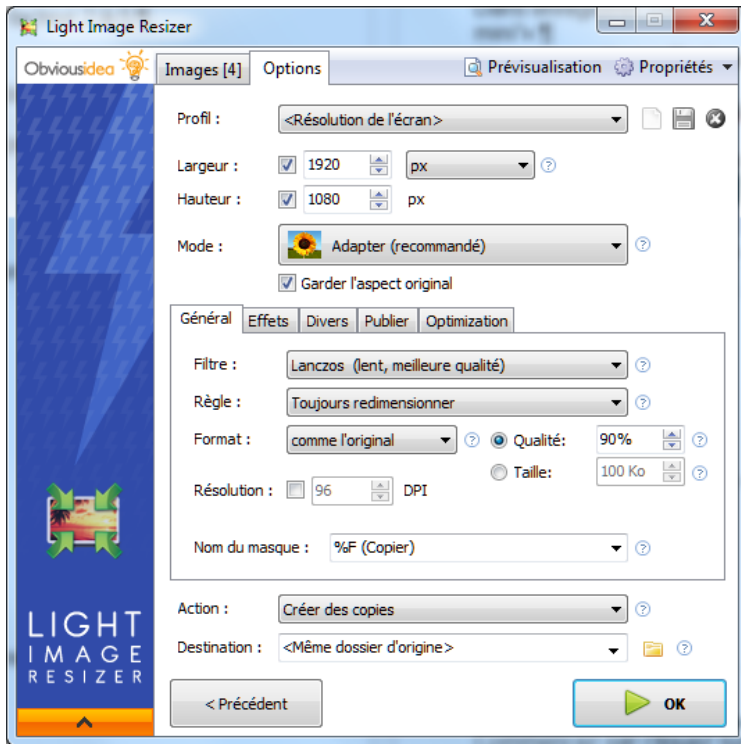 Light Image Resizer
Obviousidea Images [4] Options Prévisualisation Propriétés
Profil : <Résolution de l'écran>
Largeur : 1920 px
Hauteur : 1080 px
Mode : Adapter (recommandé)
Garder l'aspect original
Général Effets Divers Publier Optimization
Filtre : Lanczos (lent, meilleure qualité)
Règle : Toujours redimensionner
Format : comme l'original Qualité: 90%
Taille: 100 Ko
Résolution : 96 DPI
Nom du masque : %F (Copier)
Action : Créer des copies
Destination : <Même dossier d'origine>
LIGHT
IMAGE
RESIZER
< Précédent OK